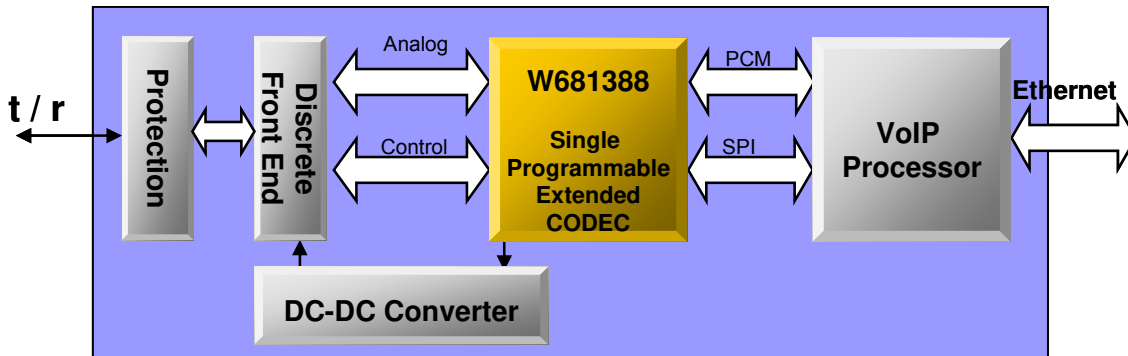 t / r
Protection
Discrete
Front End
Analog
Control
W681388
Single
Programmable
Extended
CODEC
PCM
SPI
VoIP
Processor
Ethernet
DC-DC Converter